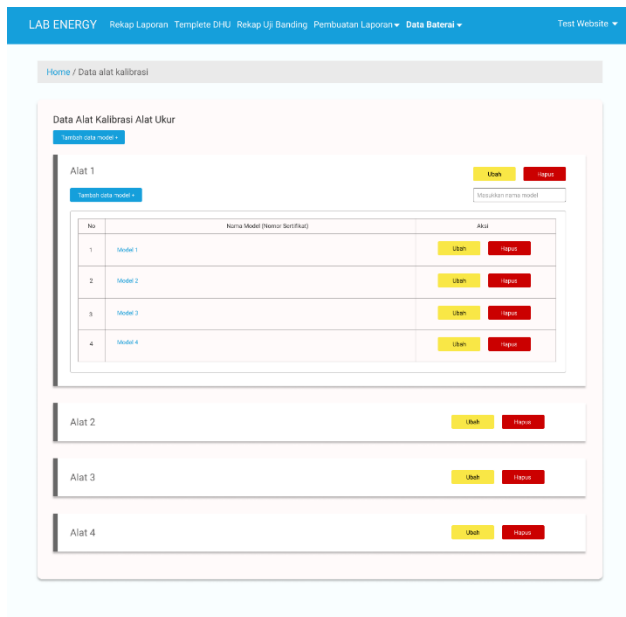 LAB ENERGY Rekap Laporan Templete DHU Rekap Uji Banding Pembuatan Laporan Data Baterai Test Website
Home / Data alat kalibrasi
Data Alat Kalibrasi Alat Ukur
Tambah data model +
Alat 1 Ubah Hapus
Tambah data model + Masukkan nama model
No Nama Model (Nomor Sertifikat) Aksi
1 Model 1 Ubah Hapus
2 Model 2 Ubah Hapus
3 Model 3 Ubah Hapus
4 Model 4 Ubah Hapus
Alat 2 Ubah Hapus
Alat 3 Ubah Hapus
Alat 4 Ubah Hapus